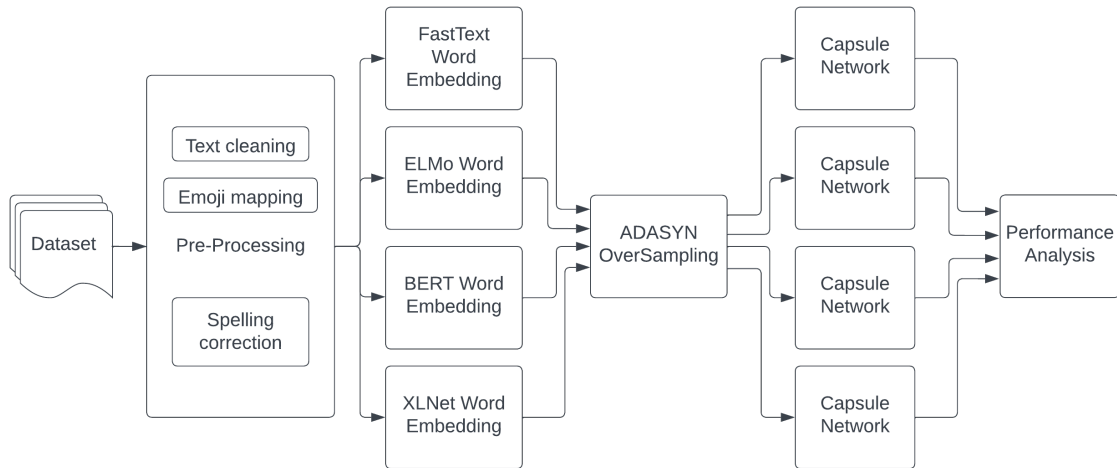 Dataset
Text cleaning
Emoji mapping
Pre-Processing
Spelling
correction
FastText
Word
Embedding
ELMo Word
Embedding
BERT Word
Embedding
XLNet Word
Embedding
ADASYN
OverSampling
Capsule
Network
Capsule
Network
Capsule
Network
Capsule
Network
Performance
Analysis